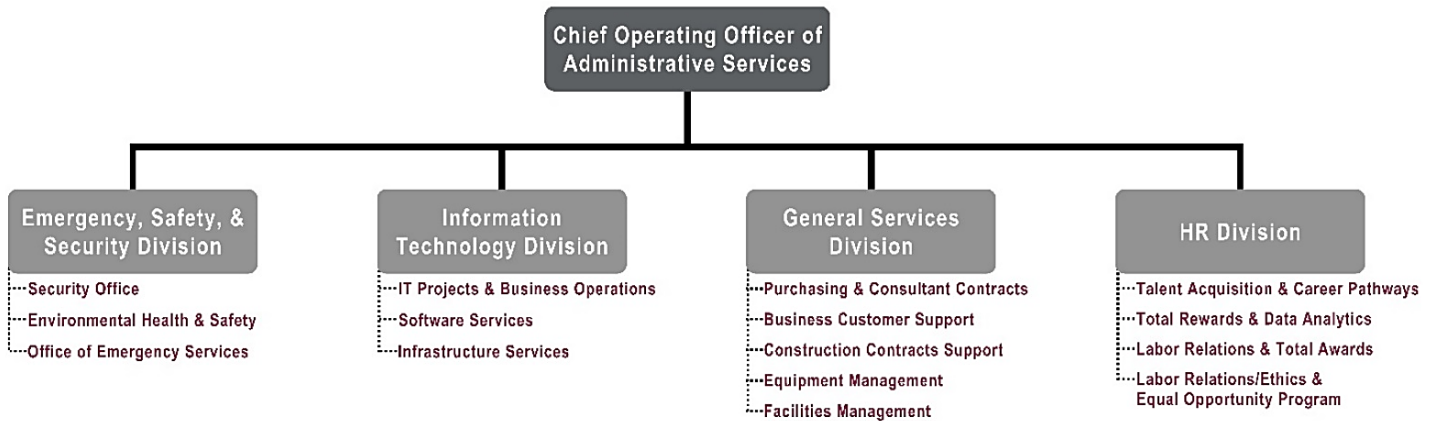 Chief Operating Officer of
Administrative Services
Emergency, Safety, &
Security Division
Security Office
Environmental Health & Safety
Office of Emergency Services
Information
Technology Division
IT Projects & Business Operations
Software Services
Infrastructure Services
General Services
Division
Purchasing & Consultant Contracts
Business Customer Support
Construction Contracts Support
Equipment Management
Facilities Management
HR Division
Talent Acquisition & Career Pathways
Total Rewards & Data Analytics
Labor Relations & Total Awards
Labor Relations/Ethics &
Equal Opportunity Program